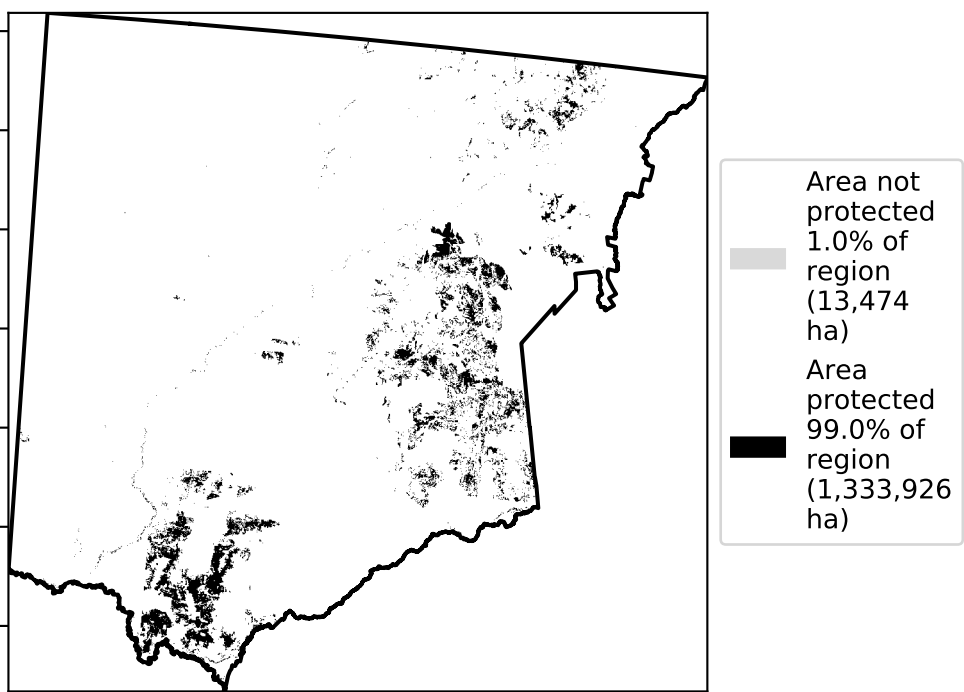 Area not
protected
1.0% of
region
(13,474
ha)
Area
protected
99.0% of
region
(1,333,926
ha)